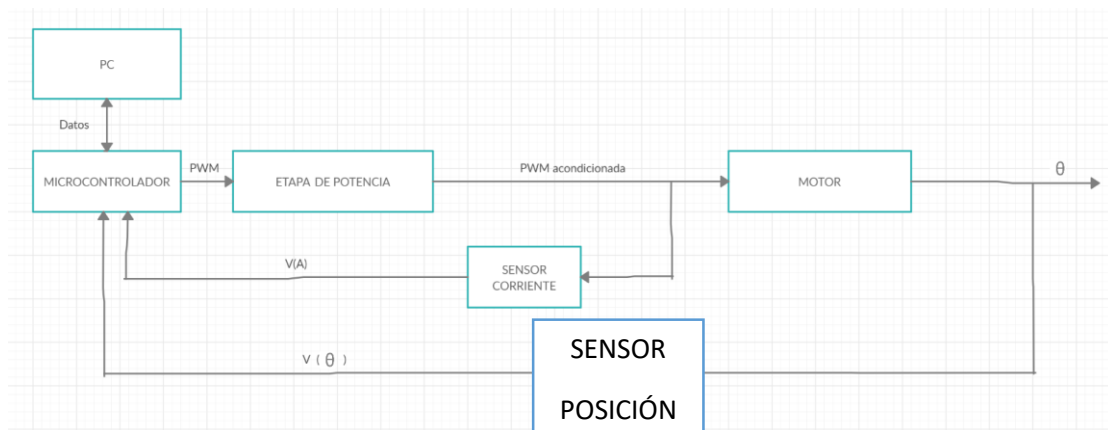 PC
Datos
MICROCONTROLADOR
PWM
ETAPA DE POTENCIA
PWM acondicionada
MOTOR
θ
V(A)
SENSOR
CORRIENTE
V ( θ )
SENSOR
POSICIÓN